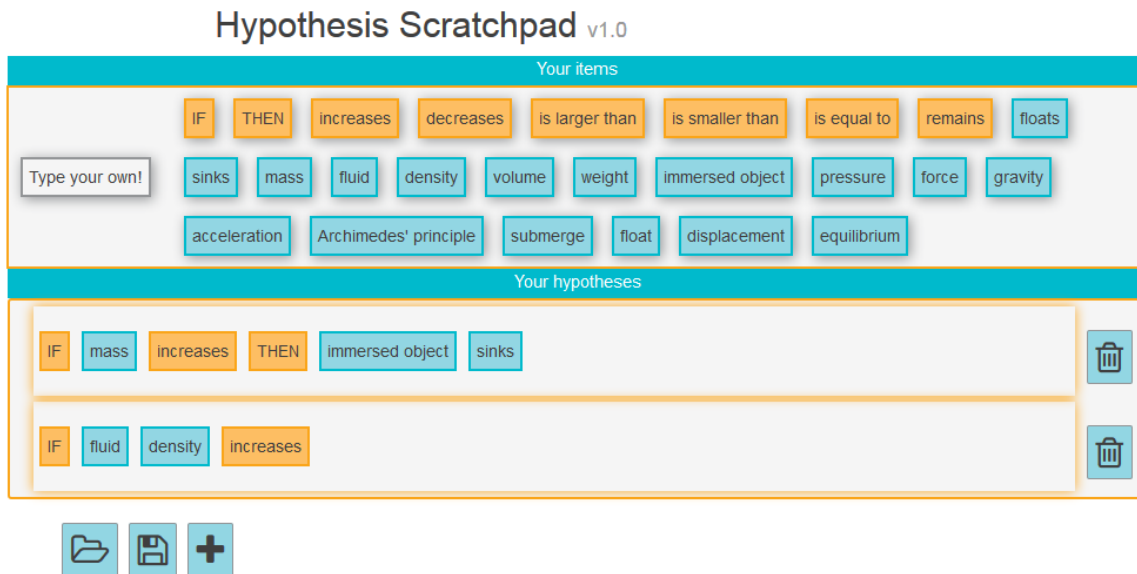 Hypothesis Scratchpad v1.0
Your items
IF THEN increases decreases is larger than is smaller than is equal to remains floats
Type your own! sinks mass fluid density volume weight immersed object pressure force gravity
acceleration Archimedes' principle submerge float displacement equilibrium
Your hypotheses
IF mass increases THEN immersed object sinks
IF fluid density increases